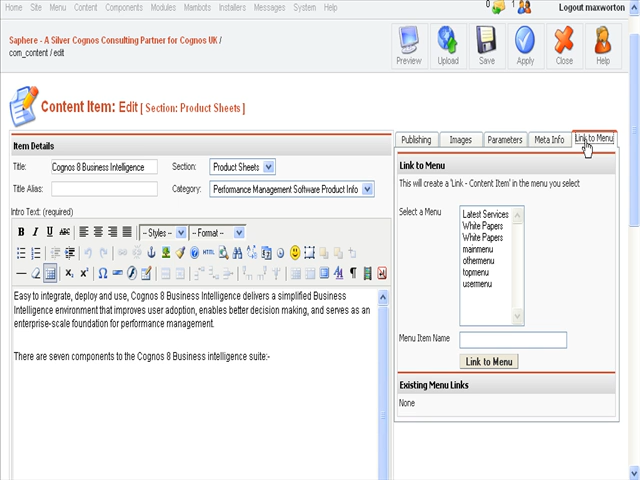 Home Site Menu Content Components Modules Mambots Installers Messages System Help 0 1 Logout maxworton
Saphere - A Silver Cognos Consulting Partner for Cognos UK /
com_content / edit
Preview Upload Save Apply Close Help
Content Item: Edit [ Section: Product Sheets ]
Publishing Images Parameters Meta Info Link to Menu
Item Details
Title: Cognos 8 Business Intelligence Section: Product Sheets
Title Alias: Category: Performance Management Software Product Info
Intro Text: (required)
B I U ABC -- Styles -- -- Format --
HTML
Easy to integrate, deploy and use, Cognos 8 Business Intelligence delivers a simplified Business
Intelligence environment that improves user adoption, enables better decision making, and serves as an
enterprise-scale foundation for performance management.
There are seven components to the Cognos 8 Business intelligence suite:-
Link to Menu
This will create a 'Link - Content Item' in the menu you select
Select a Menu
Latest Services
White Papers
White Papers
mainmenu
othermenu
topmenu
usermenu
Menu Item Name
Link to Menu
Existing Menu Links
None